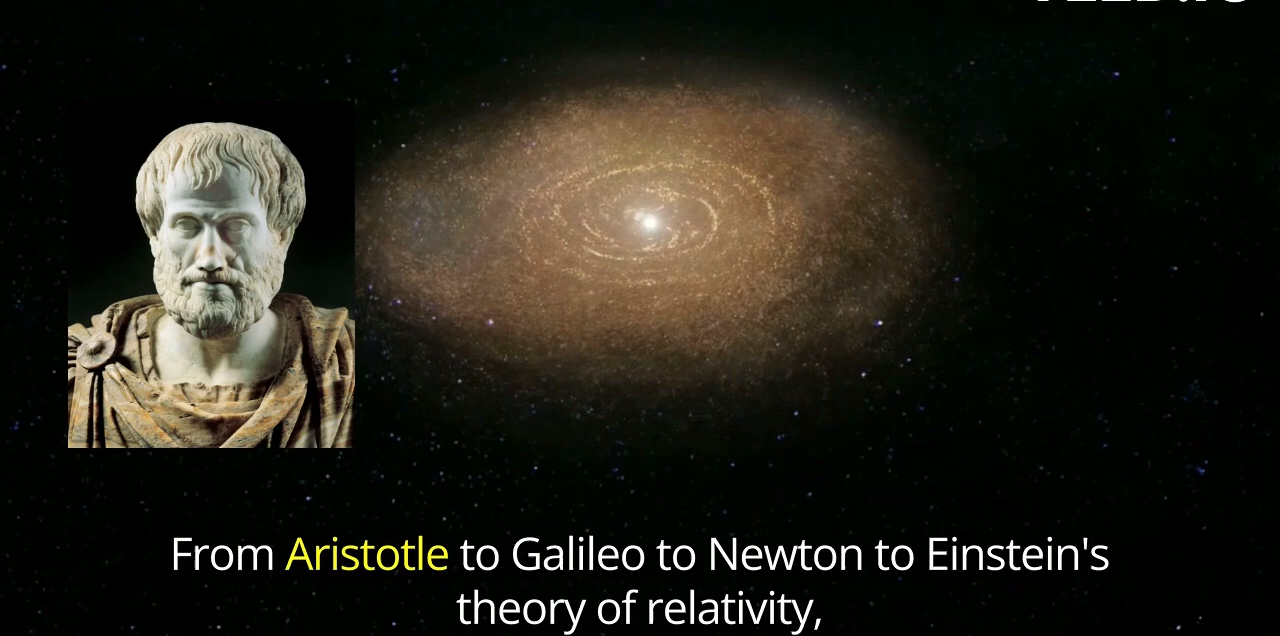 From Aristotle to Galileo to Newton to Einstein's
theory of relativity,